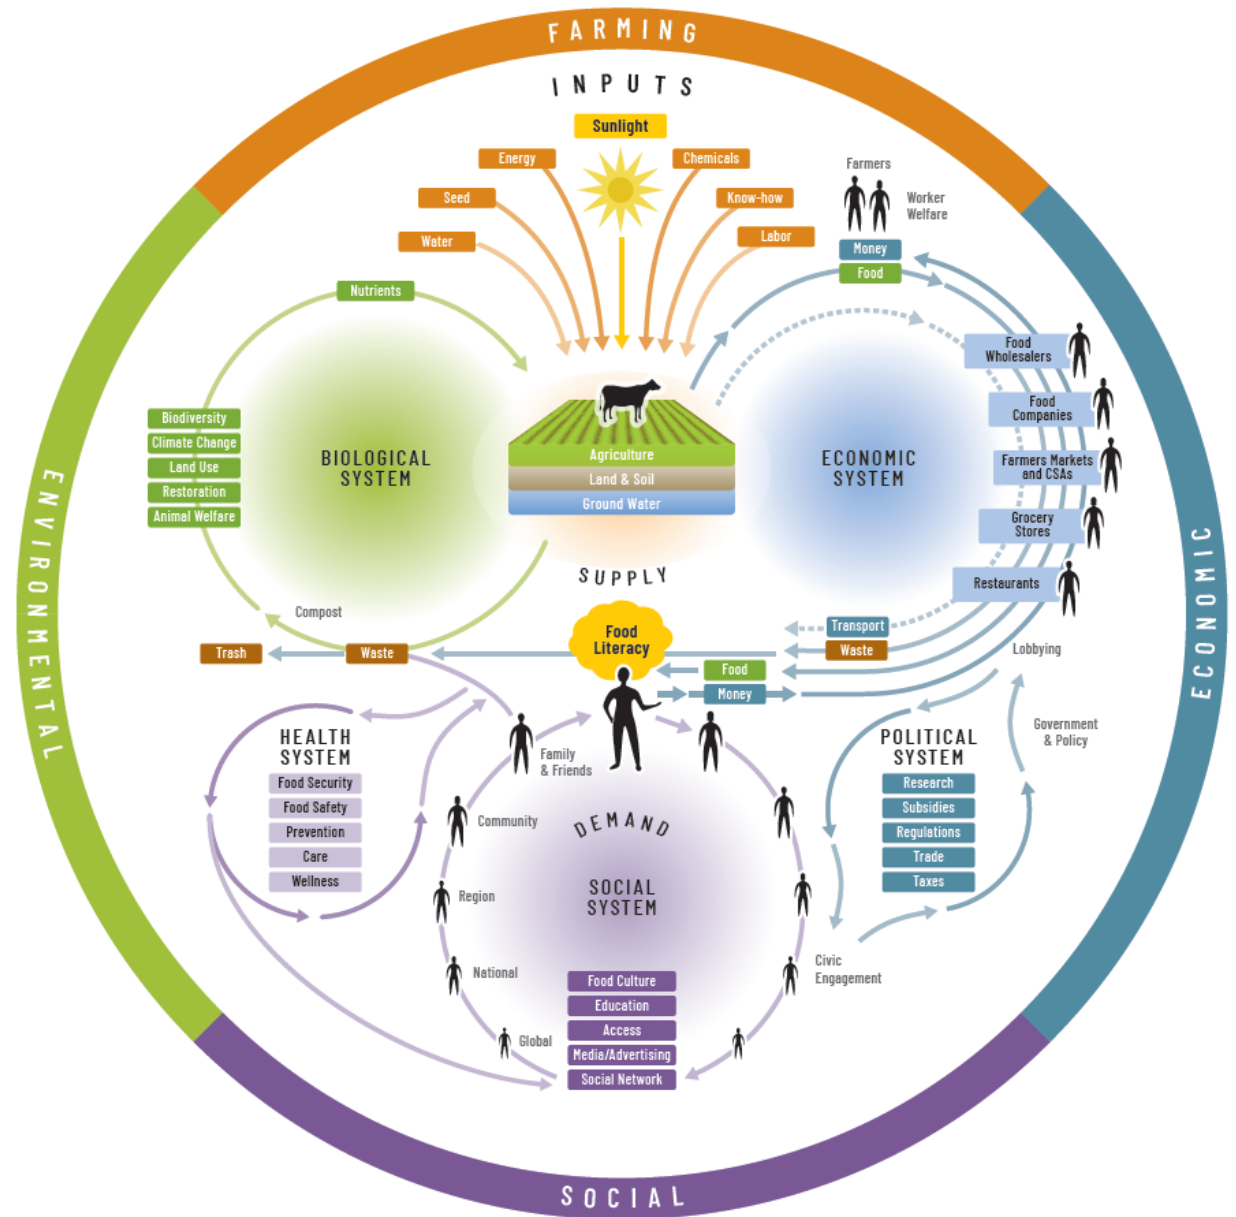 FARMING
INPUTS
Sunlight
Energy
Chemicals
Seed
Know-how
Water
Labor
Farmers
Worker
Welfare
Money
Food
Nutrients
Food
Wholesalers
Food
Companies
Farmers Markets
and CSAs
Grocery
Stores
Restaurants
Biodiversity
Climate Change
Land Use
Restoration
Animal Welfare
BIOLOGICAL
SYSTEM
Agriculture
Land & Soil
Ground Water
ECONOMIC
SYSTEM
SUPPLY
ENVIRONMENTAL
ECONOMIC
Compost
Trash
Waste
Food
Literacy
Transport
Waste
Food
Money
Lobbying
Government
& Policy
HEALTH
SYSTEM
Food Security
Food Safety
Prevention
Care
Wellness
Family
& Friends
Community
Region
National
Global
DEMAND
SOCIAL
SYSTEM
Food Culture
Education
Access
Media/Advertising
Social Network
POLITICAL
SYSTEM
Research
Subsidies
Regulations
Trade
Taxes
Civic
Engagement
SOCIAL